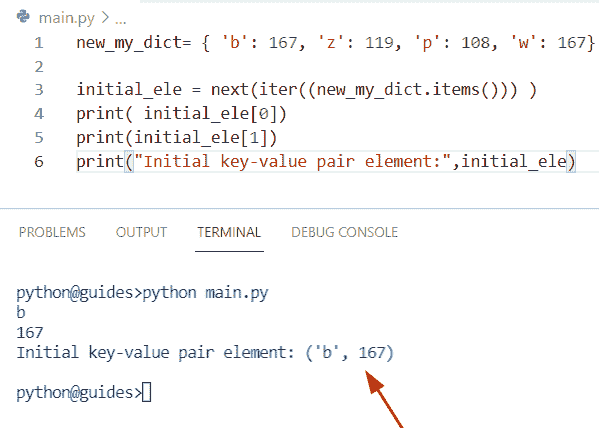 main.py > ...
1 new_my_dict= { 'b': 167, 'z': 119, 'p': 108, 'w': 167}
2
3 initial_ele = next(iter((new_my_dict.items())) )
4 print( initial_ele[0])
5 print(initial_ele[1])
6 print("Initial key-value pair element:",initial_ele)
PROBLEMS OUTPUT TERMINAL DEBUG CONSOLE
python@guides>python main.py
b
167
Initial key-value pair element: ('b', 167)
python@guides>